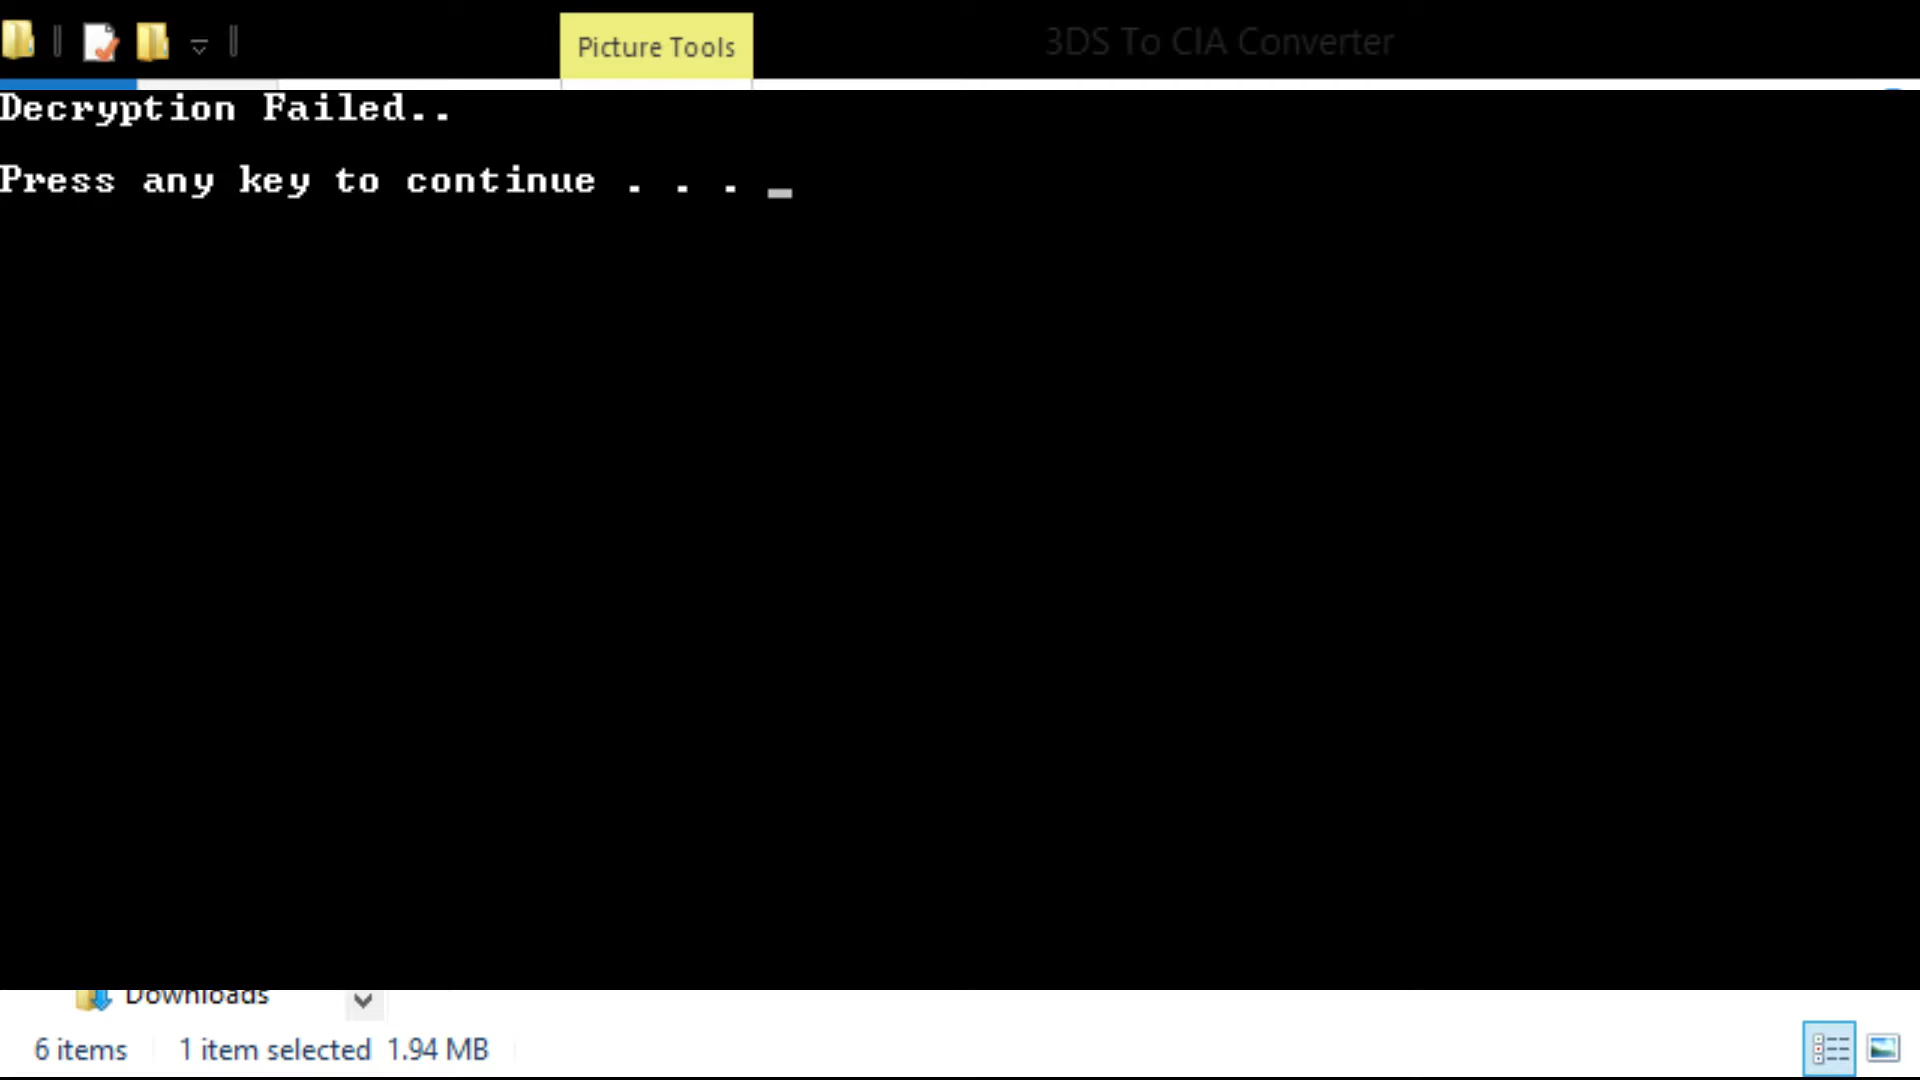 Picture Tools
3DS To CIA Converter
Decryption Failed..
Press any key to continue . . . _
Downloads
6 items 1 item selected 1.94 MB